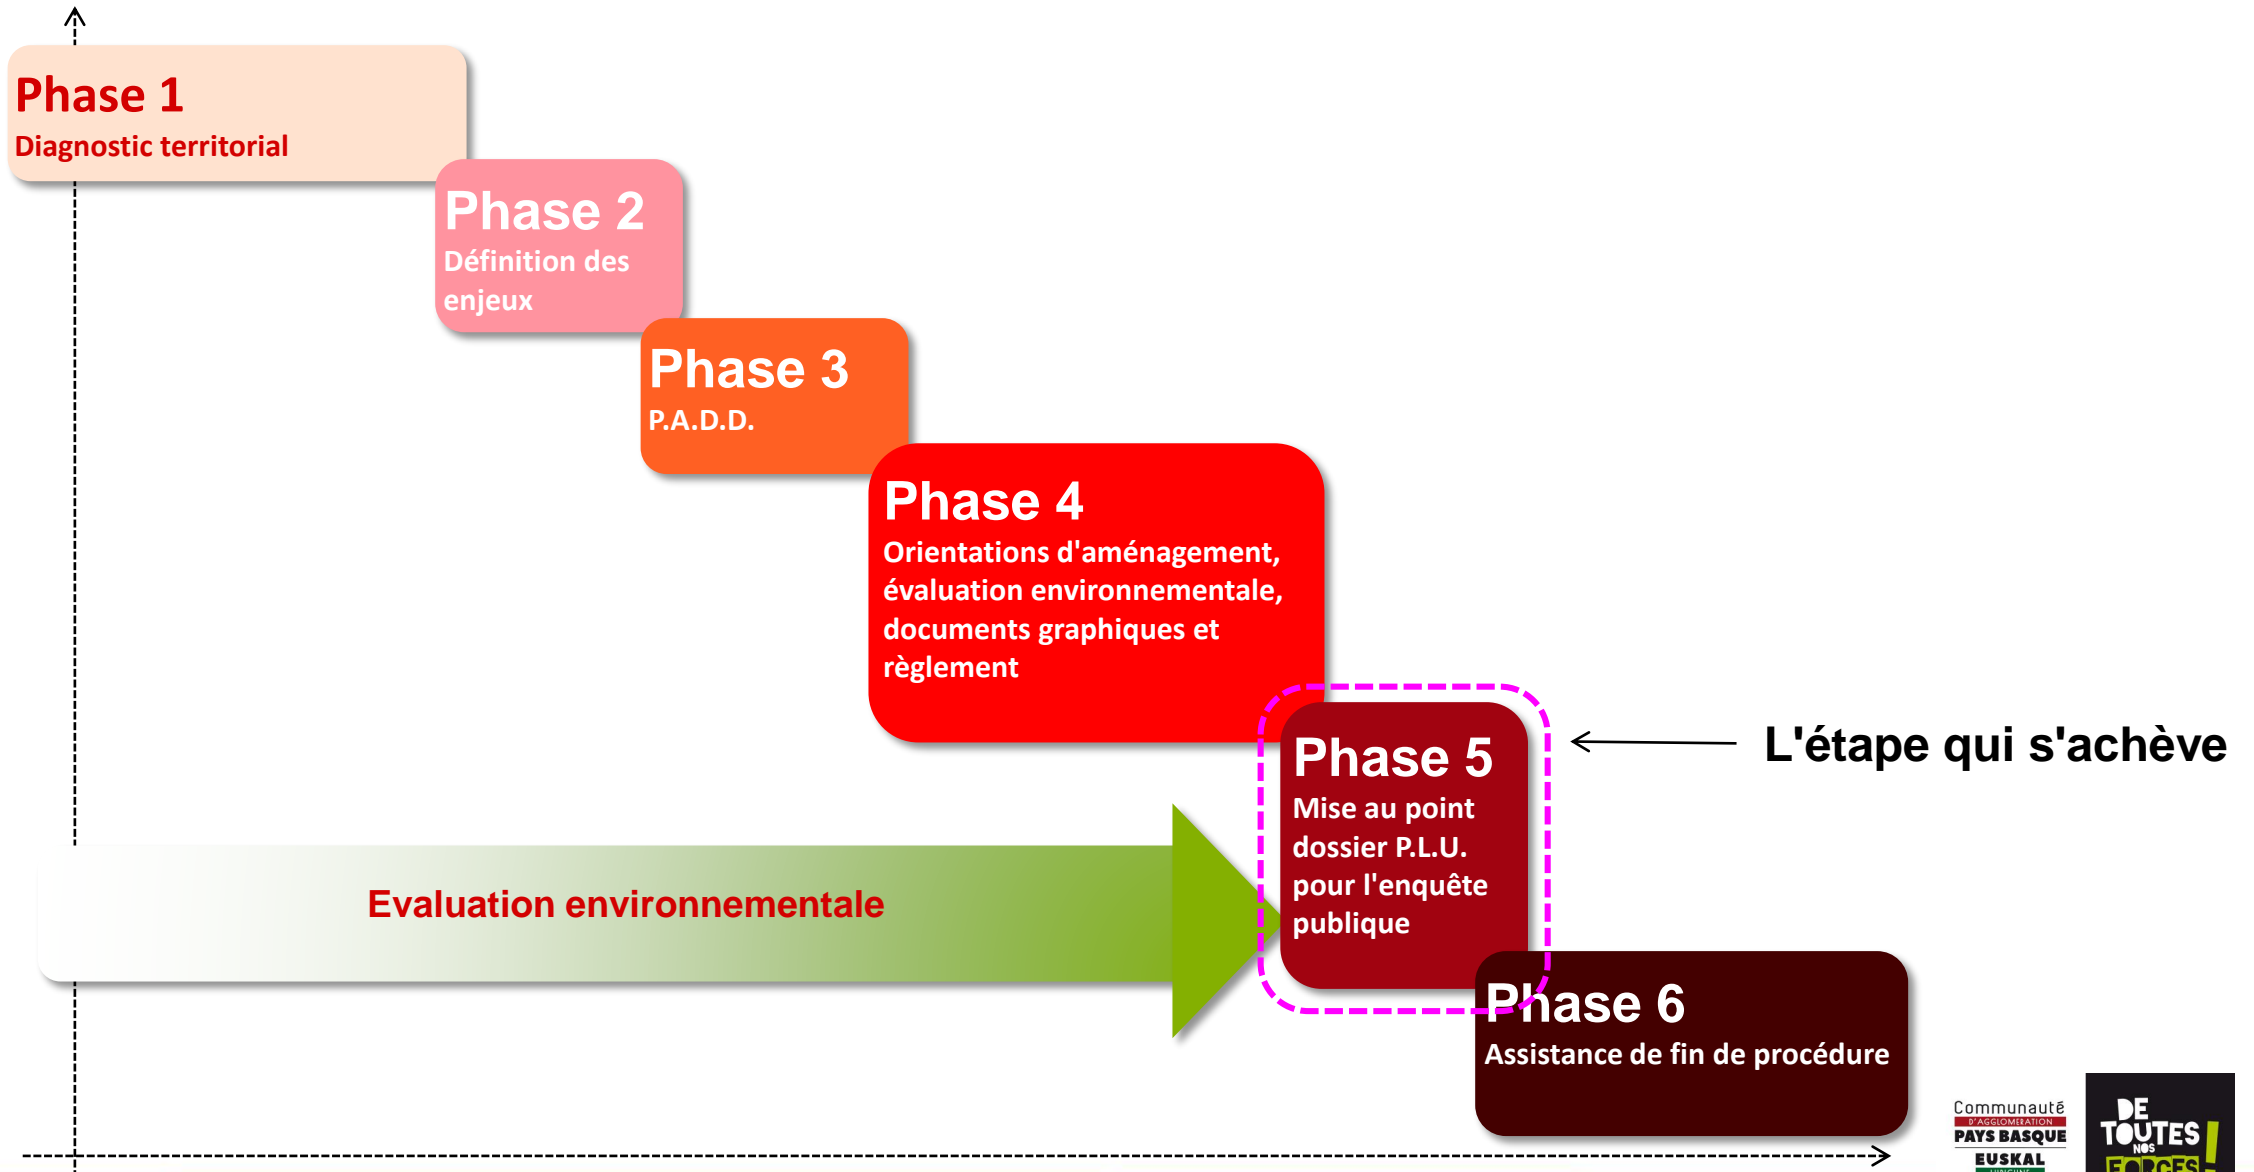 Phase 1
Diagnostic territorial
Phase 2
Définition des
enjeux
Phase 3
P.A.D.D.
Phase 4
Orientations d'aménagement,
évaluation environnementale,
documents graphiques et
règlement
Phase 5
Mise au point
dossier P.L.U.
pour l'enquête
publique
L'étape qui s'achève
Evaluation environnementale
Phase 6
Assistance de fin de procédure
Communauté
D'AGGLOMERATION
PAYS BASQUE
EUSKAL
DE
TOUTES
NOS
FORCES
!